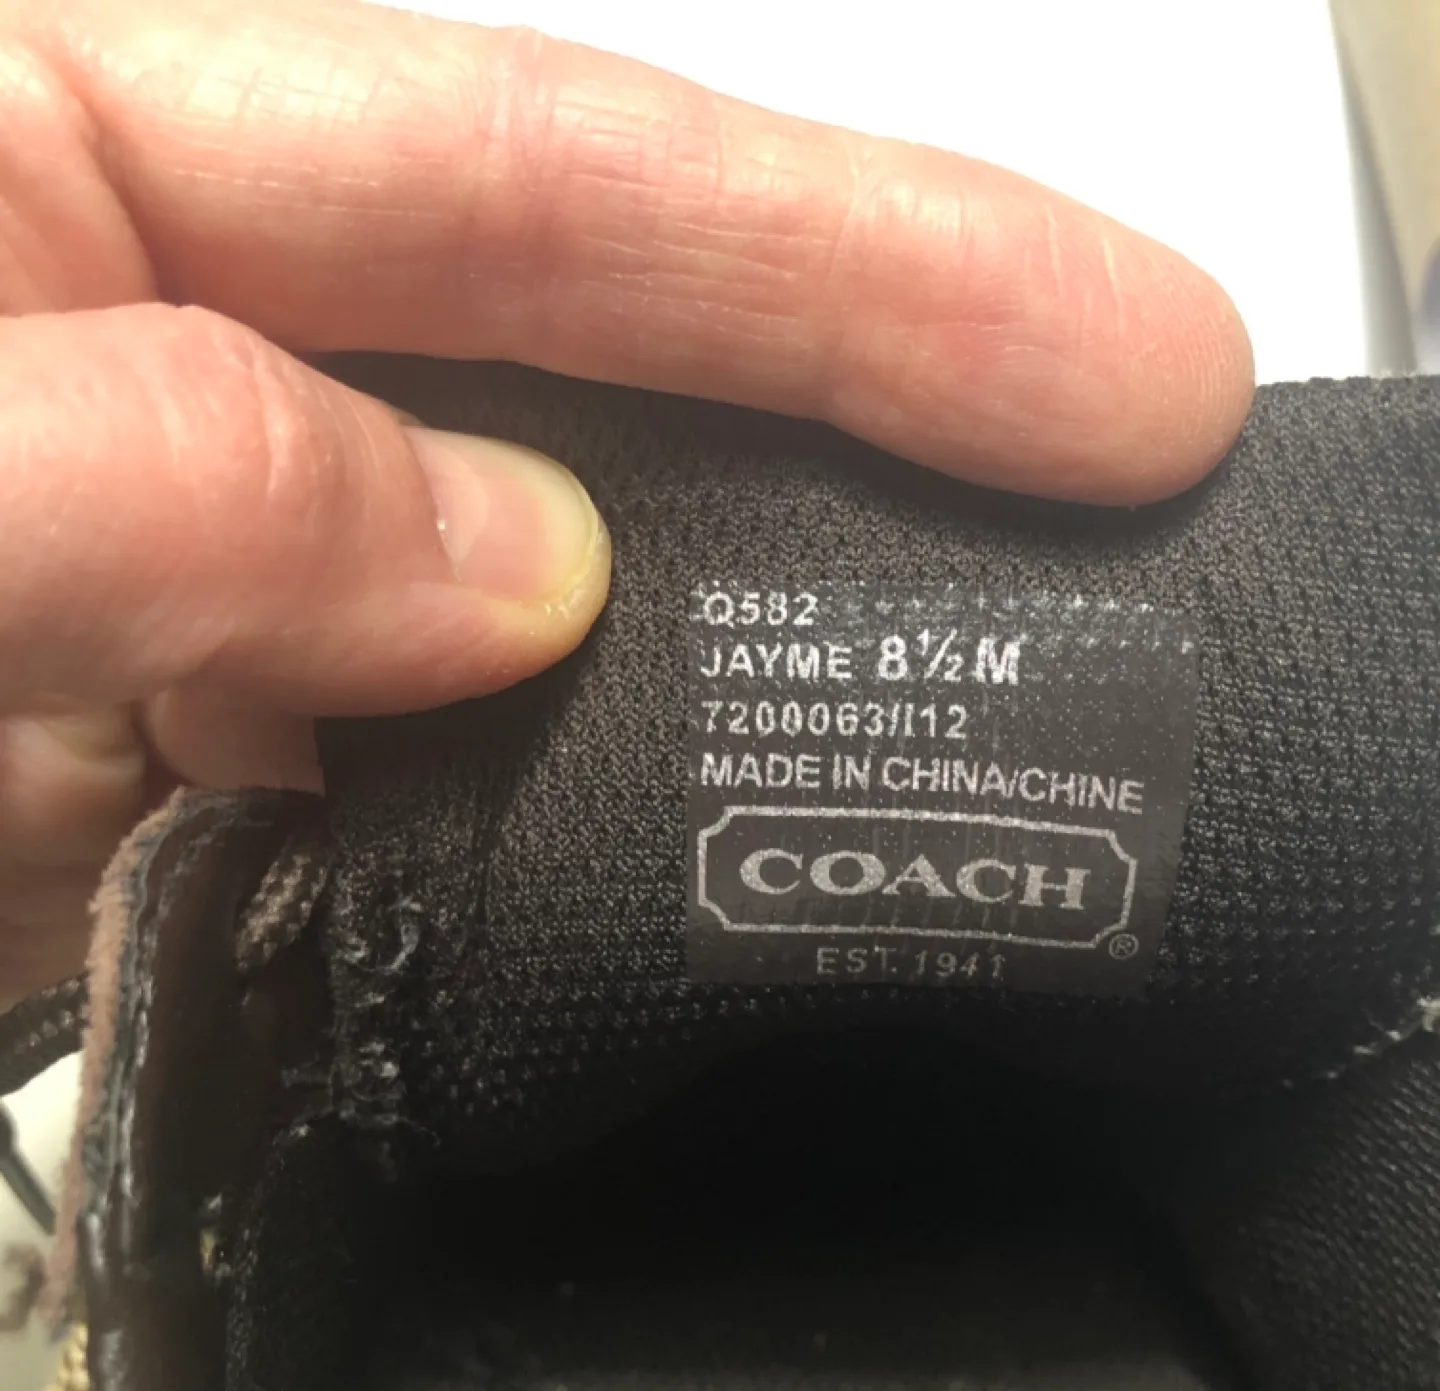 Q582
JAYME 8½ M
7200063/I12
MADE IN CHINA/CHINE
COACH
®
EST. 1941